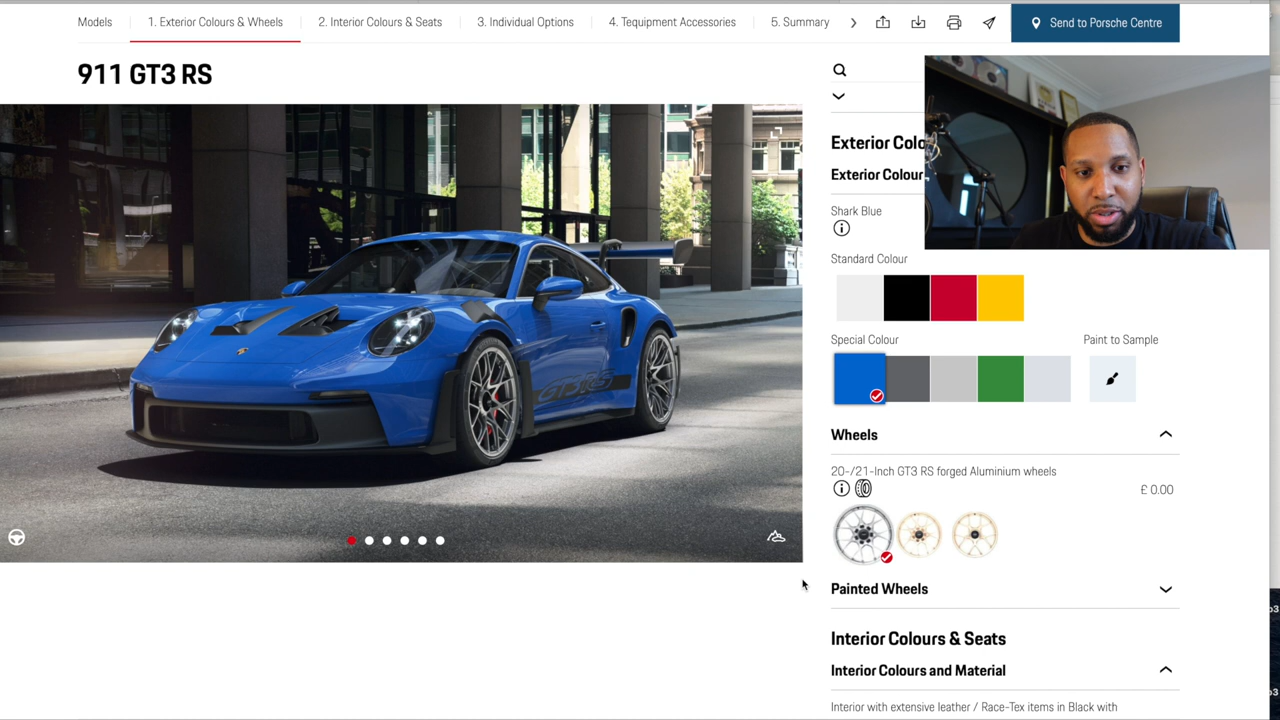 Models
1. Exterior Colours & Wheels
2. Interior Colours & Seats
3. Individual Options
4. Tequipment Accessories
5. Summary
Send to Porsche Centre
911 GT3 RS
Exterior Colo
Exterior Colour
Shark Blue
Standard Colour
Special Colour
Paint to Sample
GT3 RS
Wheels
20-/21-Inch GT3 RS forged Aluminium wheels
£ 0.00
Painted Wheels
Interior Colours & Seats
Interior Colours and Material
Interior with extensive leather / Race-Tex items in Black with